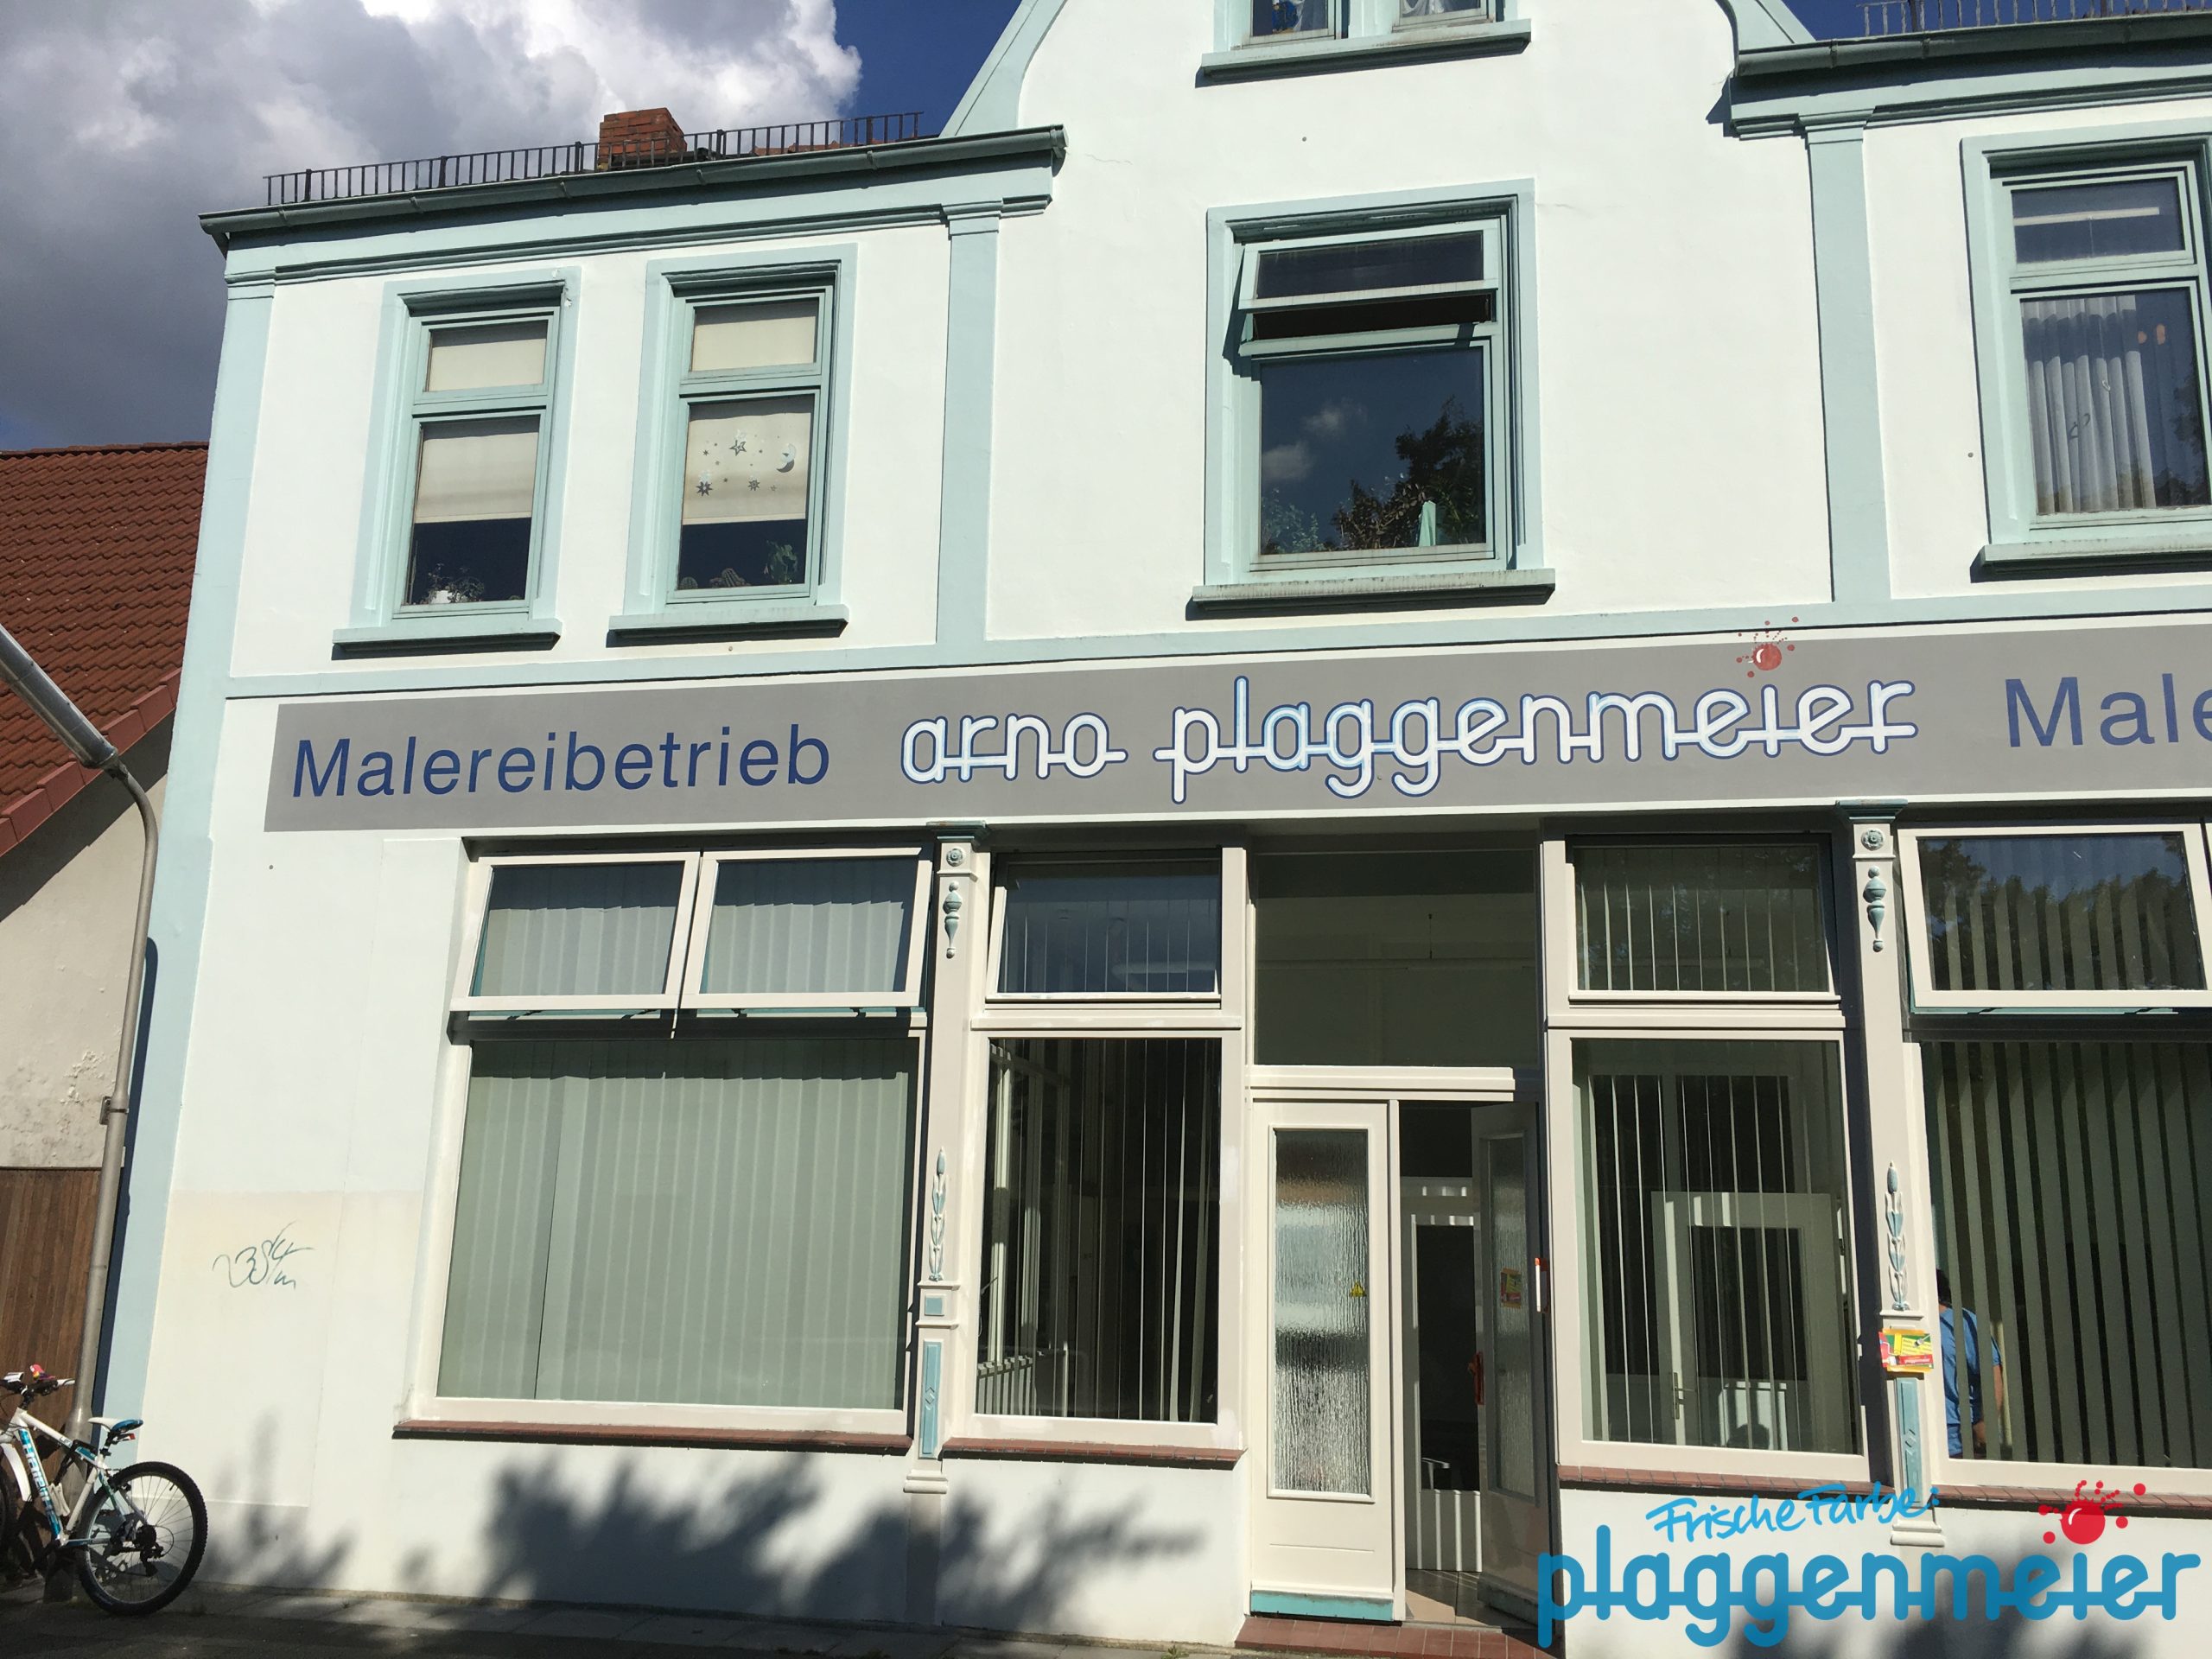 Malereibetrieb arno plaggenmeier Male
Frische Farbe:
plaggenmeier